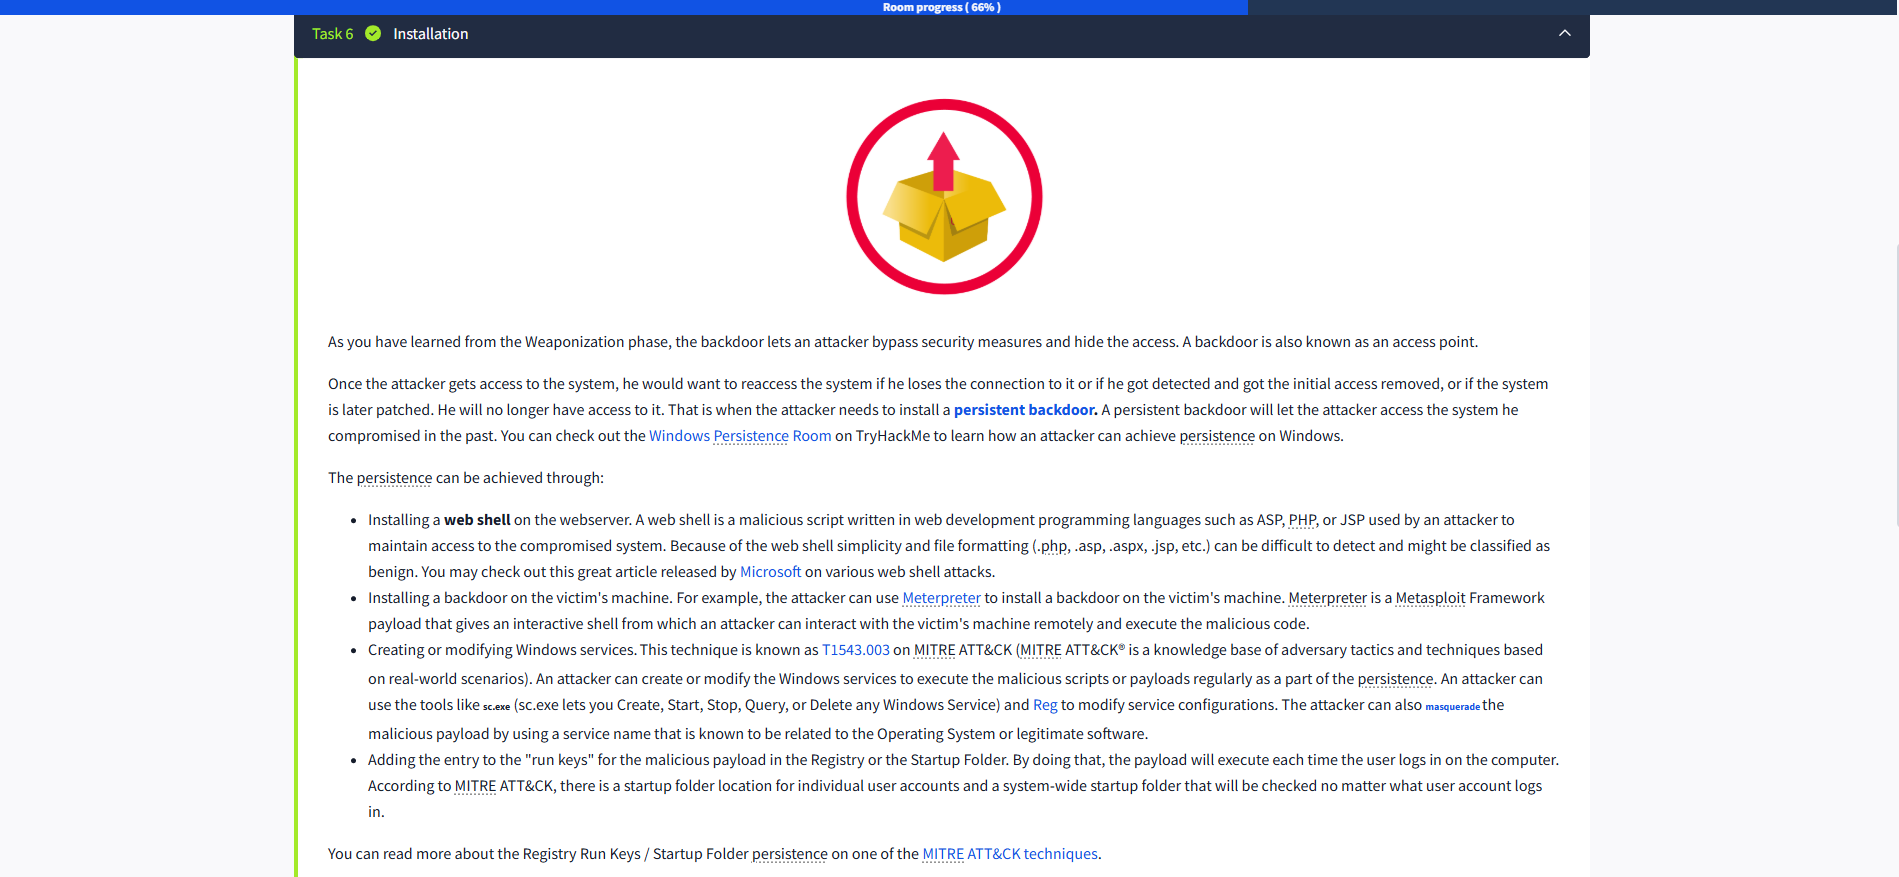 Room progress ( 66% )
Task 6 Installation
As you have learned from the Weaponization phase, the backdoor lets an attacker bypass security measures and hide the access. A backdoor is also known as an access point.
Once the attacker gets access to the system, he would want to reaccess the system if he loses the connection to it or if he got detected and got the initial access removed, or if the system
is later patched. He will no longer have access to it. That is when the attacker needs to install a persistent backdoor. A persistent backdoor will let the attacker access the system he
compromised in the past. You can check out the Windows Persistence Room on TryHackMe to learn how an attacker can achieve persistence on Windows.
The persistence can be achieved through:
• Installing a web shell on the webserver. A web shell is a malicious script written in web development programming languages such as ASP, PHP, or JSP used by an attacker to
maintain access to the compromised system. Because of the web shell simplicity and file formatting (.php, .asp, .aspx, .jsp, etc.) can be difficult to detect and might be classified as
benign. You may check out this great article released by Microsoft on various web shell attacks.
• Installing a backdoor on the victim's machine. For example, the attacker can use Meterpreter to install a backdoor on the victim's machine. Meterpreter is a Metasploit Framework
payload that gives an interactive shell from which an attacker can interact with the victim's machine remotely and execute the malicious code.
• Creating or modifying Windows services. This technique is known as T1543.003 on MITRE ATT&CK (MITRE ATT&CK® is a knowledge base of adversary tactics and techniques based
on real-world scenarios). An attacker can create or modify the Windows services to execute the malicious scripts or payloads regularly as a part of the persistence. An attacker can
use the tools like sc.exe (sc.exe lets you Create, Start, Stop, Query, or Delete any Windows Service) and Reg to modify service configurations. The attacker can also masquerade the
malicious payload by using a service name that is known to be related to the Operating System or legitimate software.
• Adding the entry to the "run keys" for the malicious payload in the Registry or the Startup Folder. By doing that, the payload will execute each time the user logs in on the computer.
According to MITRE ATT&CK, there is a startup folder location for individual user accounts and a system-wide startup folder that will be checked no matter what user account logs
in.
You can read more about the Registry Run Keys / Startup Folder persistence on one of the MITRE ATT&CK techniques.